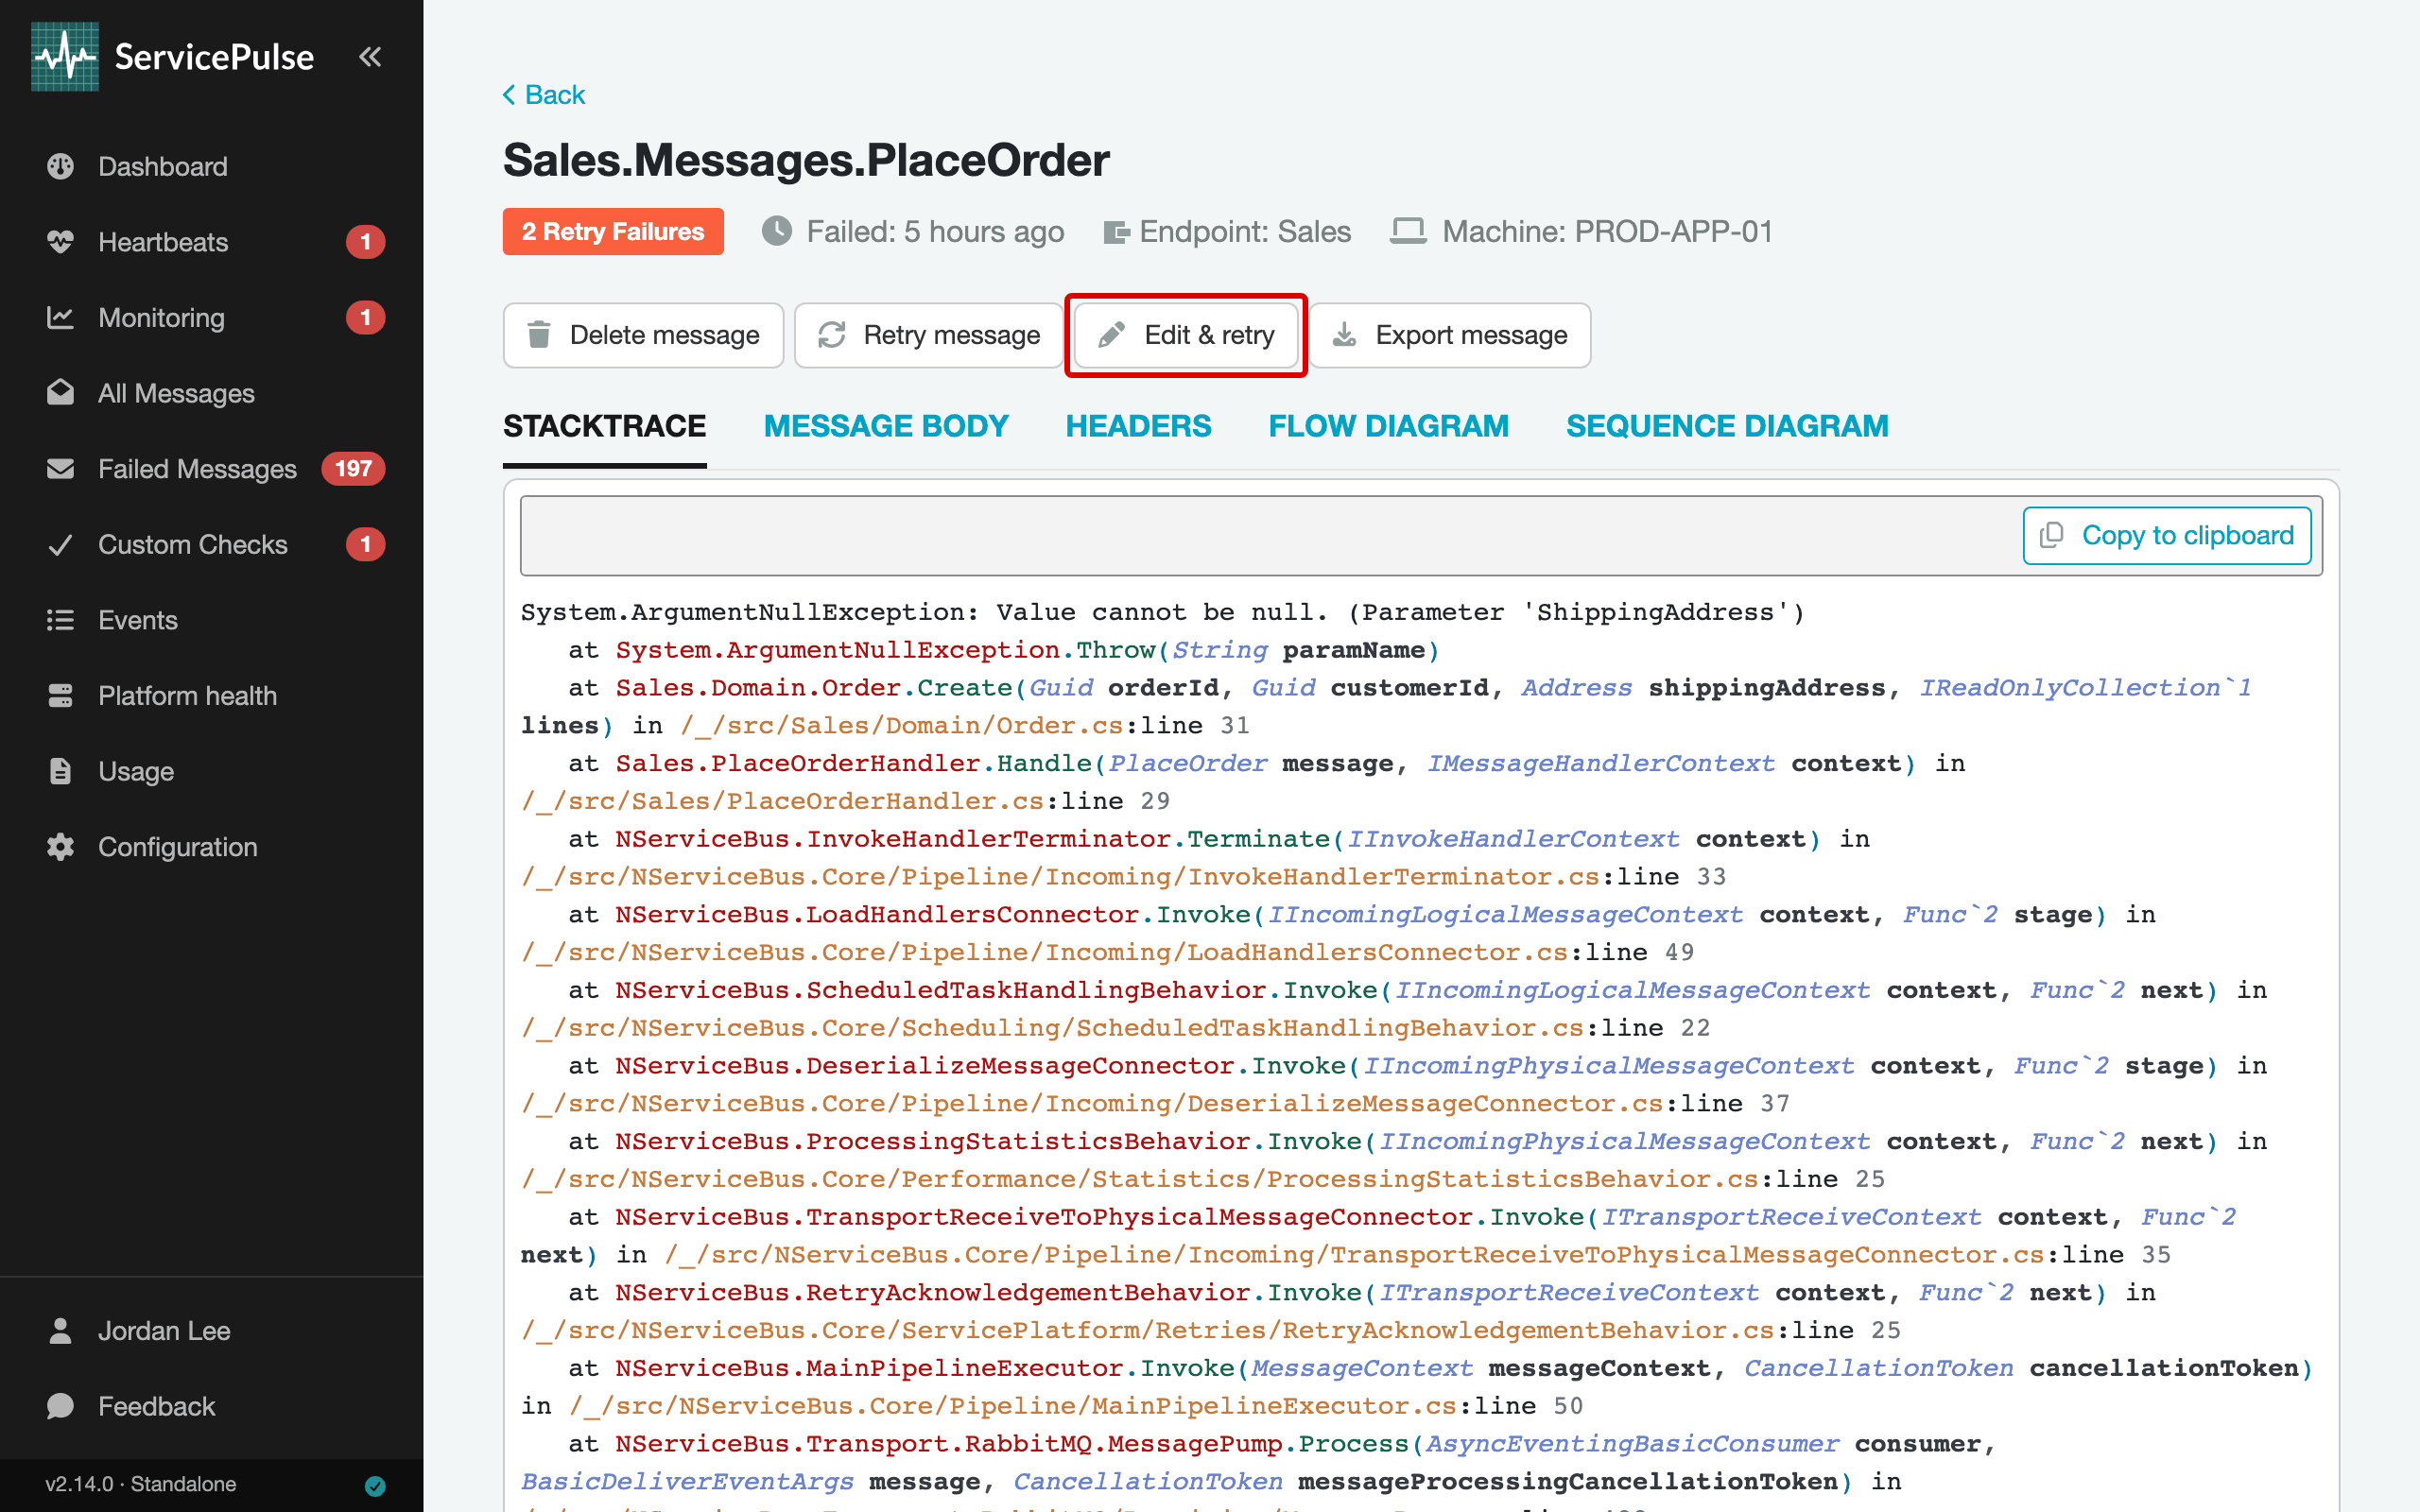 ServicePulse
Dashboard
Heartbeats 1
Monitoring 1
All Messages
Failed Messages 197
Custom Checks 1
Events
Platform health
Usage
Configuration
Jordan Lee
Feedback
v2.14.0 · Standalone
Back
Sales.Messages.PlaceOrder
2 Retry Failures Failed: 5 hours ago Endpoint: Sales Machine: PROD-APP-01
Delete message Retry message Edit & retry Export message
STACKTRACE MESSAGE BODY HEADERS FLOW DIAGRAM SEQUENCE DIAGRAM
Copy to clipboard
System.ArgumentNullException: Value cannot be null. (Parameter 'ShippingAddress')
at System.ArgumentNullException.Throw(String paramName)
at Sales.Domain.Order.Create(Guid orderId, Guid customerId, Address shippingAddress, IReadOnlyCollection`1
lines) in /_/src/Sales/Domain/Order.cs:line 31
at Sales.PlaceOrderHandler.Handle(PlaceOrder message, IMessageHandlerContext context) in
/_/src/Sales/PlaceOrderHandler.cs:line 29
at NServiceBus.InvokeHandlerTerminator.Terminate(IInvokeHandlerContext context) in
/_/src/NServiceBus.Core/Pipeline/Incoming/InvokeHandlerTerminator.cs:line 33
at NServiceBus.LoadHandlersConnector.Invoke(IIncomingLogicalMessageContext context, Func`2 stage) in
/_/src/NServiceBus.Core/Pipeline/Incoming/LoadHandlersConnector.cs:line 49
at NServiceBus.ScheduledTaskHandlingBehavior.Invoke(IIncomingLogicalMessageContext context, Func`2 next) in
/_/src/NServiceBus.Core/Scheduling/ScheduledTaskHandlingBehavior.cs:line 22
at NServiceBus.DeserializeMessageConnector.Invoke(IIncomingPhysicalMessageContext context, Func`2 stage) in
/_/src/NServiceBus.Core/Pipeline/Incoming/DeserializeMessageConnector.cs:line 37
at NServiceBus.ProcessingStatisticsBehavior.Invoke(IIncomingPhysicalMessageContext context, Func`2 next) in
/_/src/NServiceBus.Core/Performance/Statistics/ProcessingStatisticsBehavior.cs:line 25
at NServiceBus.TransportReceiveToPhysicalMessageConnector.Invoke(ITransportReceiveContext context, Func`2
next) in /_/src/NServiceBus.Core/Pipeline/Incoming/TransportReceiveToPhysicalMessageConnector.cs:line 35
at NServiceBus.RetryAcknowledgementBehavior.Invoke(ITransportReceiveContext context, Func`2 next) in
/_/src/NServiceBus.Core/ServicePlatform/Retries/RetryAcknowledgementBehavior.cs:line 25
at NServiceBus.MainPipelineExecutor.Invoke(MessageContext messageContext, CancellationToken cancellationToken)
in /_/src/NServiceBus.Core/Pipeline/MainPipelineExecutor.cs:line 50
at NServiceBus.Transport.RabbitMQ.MessagePump.Process(AsyncEventingBasicConsumer consumer,
BasicDeliverEventArgs message, CancellationToken messageProcessingCancellationToken) in